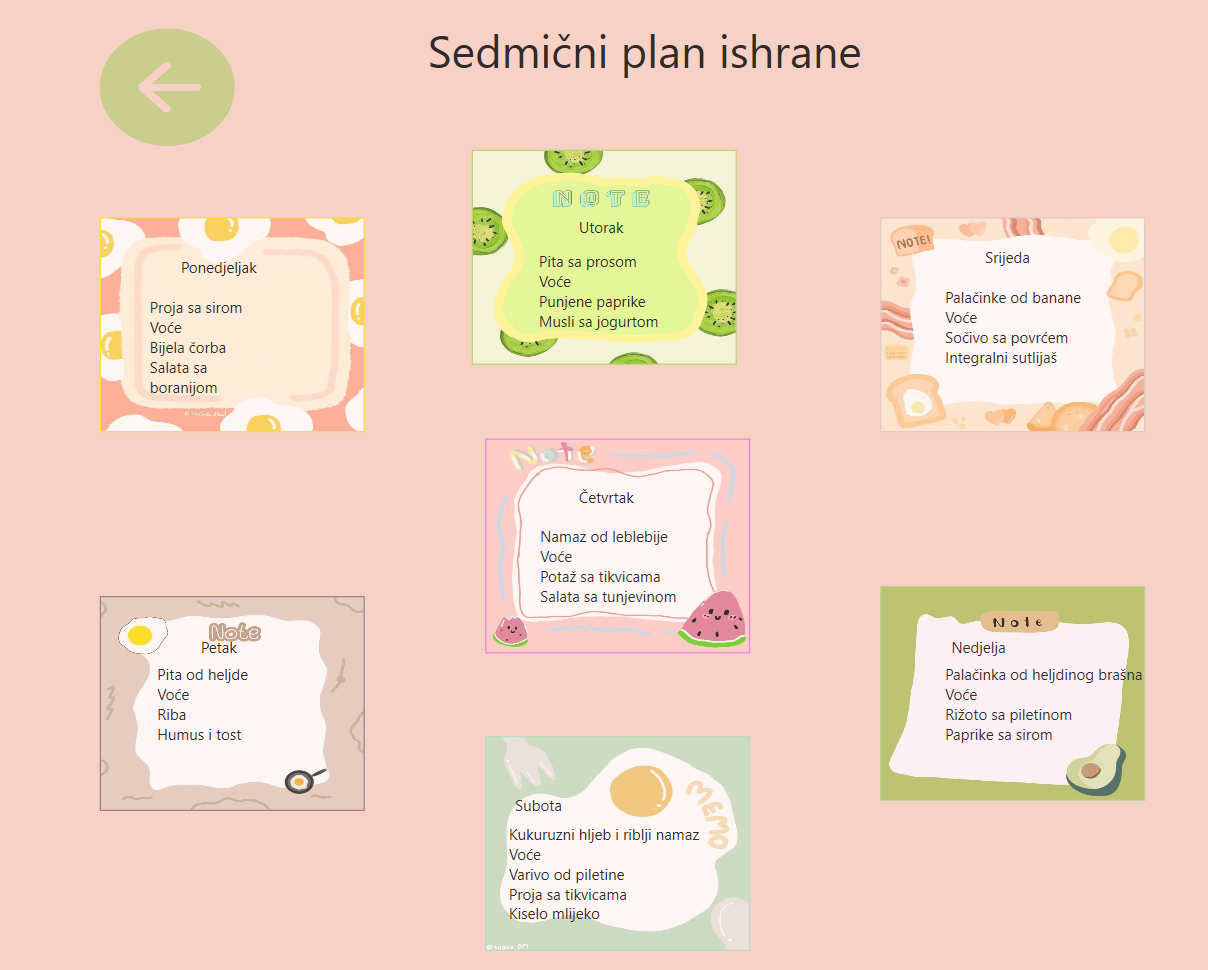 Sedmični plan ishrane
Ponedjeljak
Proja sa sirom
Voće
Bijela čorba
Salata sa
boranijom
NOTE
Utorak
Pita sa prosom
Voće
Punjene paprike
Musli sa jogurtom
NOTE!
Srijeda
Palačinke od banane
Voće
Sočivo sa povrćem
Integralni sutlijaš
Note
Četvrtak
Namaz od leblebije
Voće
Potaž sa tikvicama
Salata sa tunjevinom
Note
Petak
Pita od heljde
Voće
Riba
Humus i tost
MEMO
Subota
Kukuruzni hljeb i riblji namaz
Voće
Varivo od piletine
Proja sa tikvicama
Kiselo mlijeko
Note
Nedjelja
Palačinka od heljdinog brašna
Voće
Rižoto sa piletinom
Paprike sa sirom